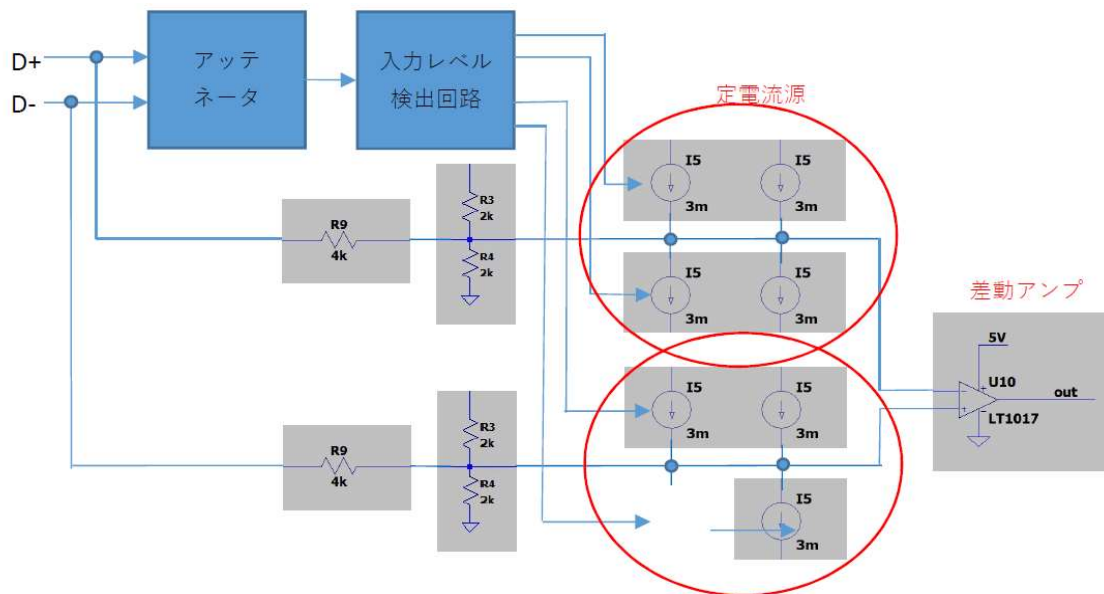 D+
D-
アッテ
ネータ
入力レベル
検出回路
定電流源
I5
3m
I5
3m
R3
2k
R9
4k
R4
2k
I5
3m
I5
3m
差動アンプ
5V
U10
out
LT1017
I5
3m
I5
3m
R3
2k
R9
4k
R4
2k
I5
3m